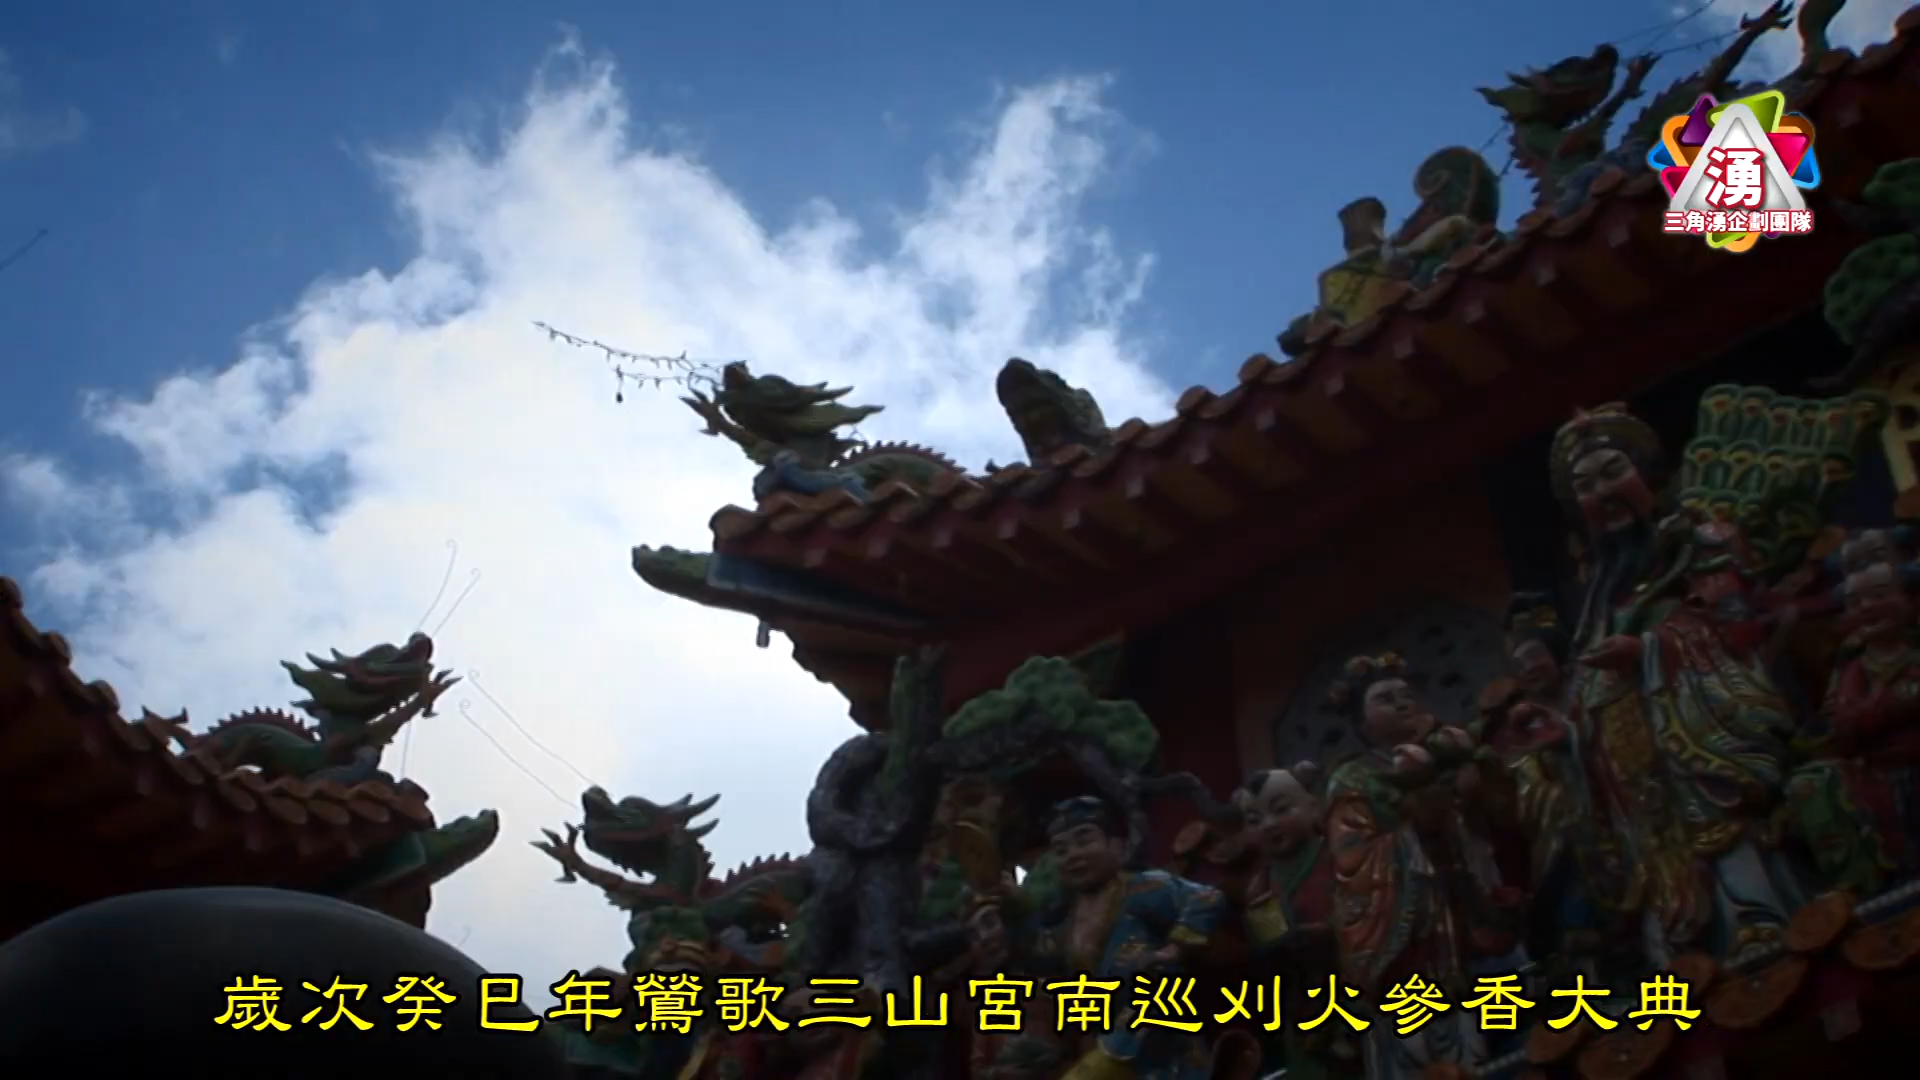 湧
三角湧企劃團隊
歲次癸巳年鶯歌三山宮南巡刈火參香大典